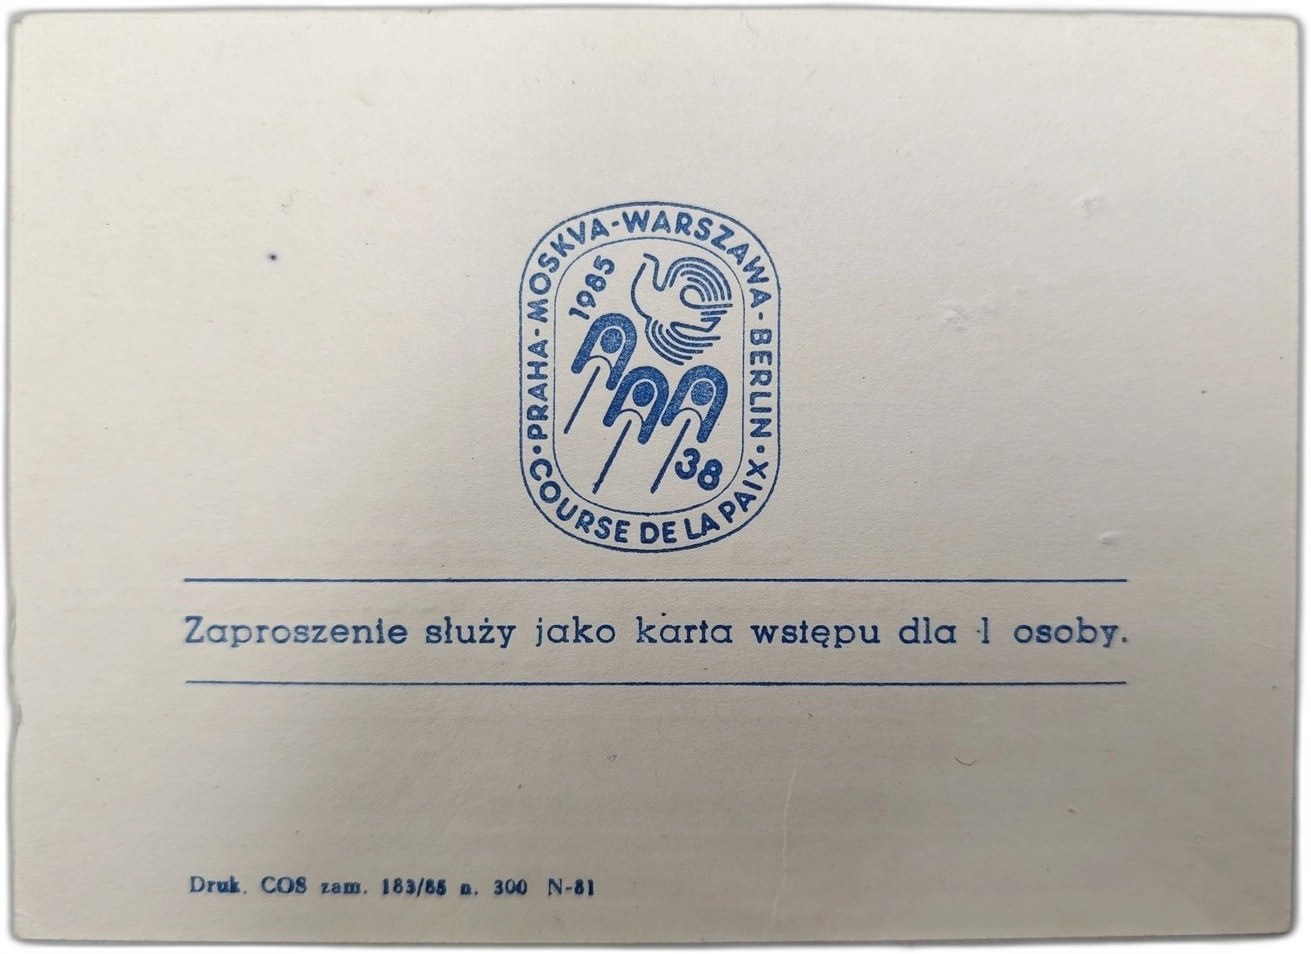 PRAHA-MOSKVA-WARSZAWA-BERLIN
1985
38
COURSE DE LA PAIX
Zaproszenie służy jako karta wstępu dla 1 osoby.
Druk. COS zam. 183/85 n. 300 N-81